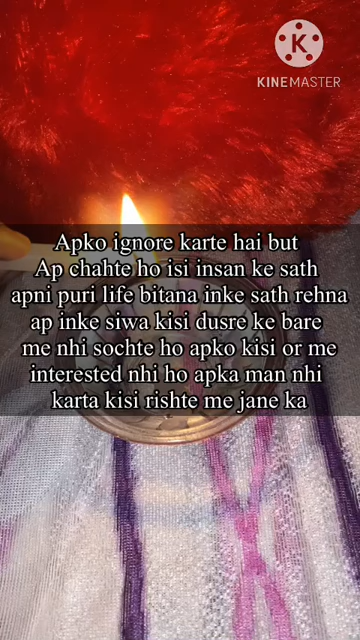 K
KINEMASTER
Apko ignore karte hai but
Ap chahte ho isi insan ke sath
apni puri life bitana inke sath rehna
ap inke siwa kisi dusre ke bare
me nhi sochte ho apko kisi or me
interested nhi ho apka man nhi
karta kisi rishte me jane ka